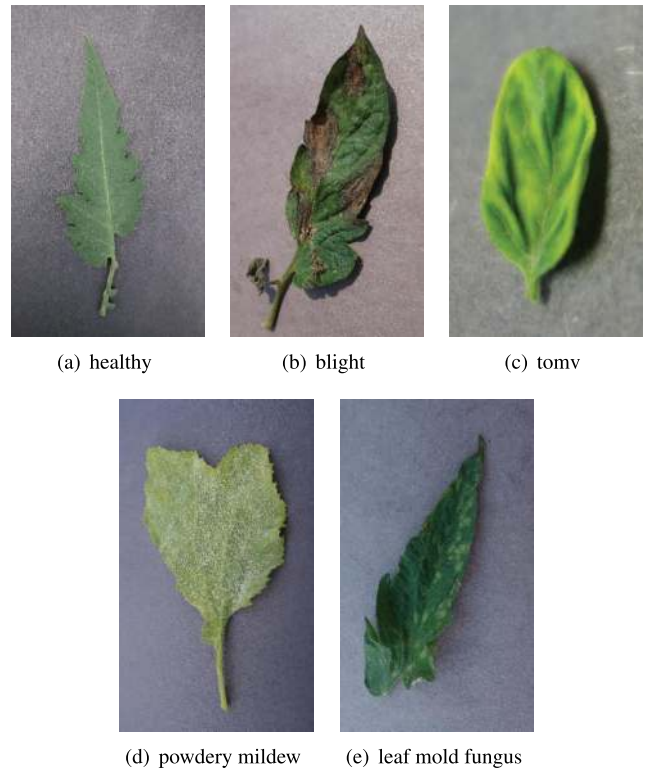 (a) healthy
(b) blight
(c) tomv
(d) powdery mildew
(e) leaf mold fungus